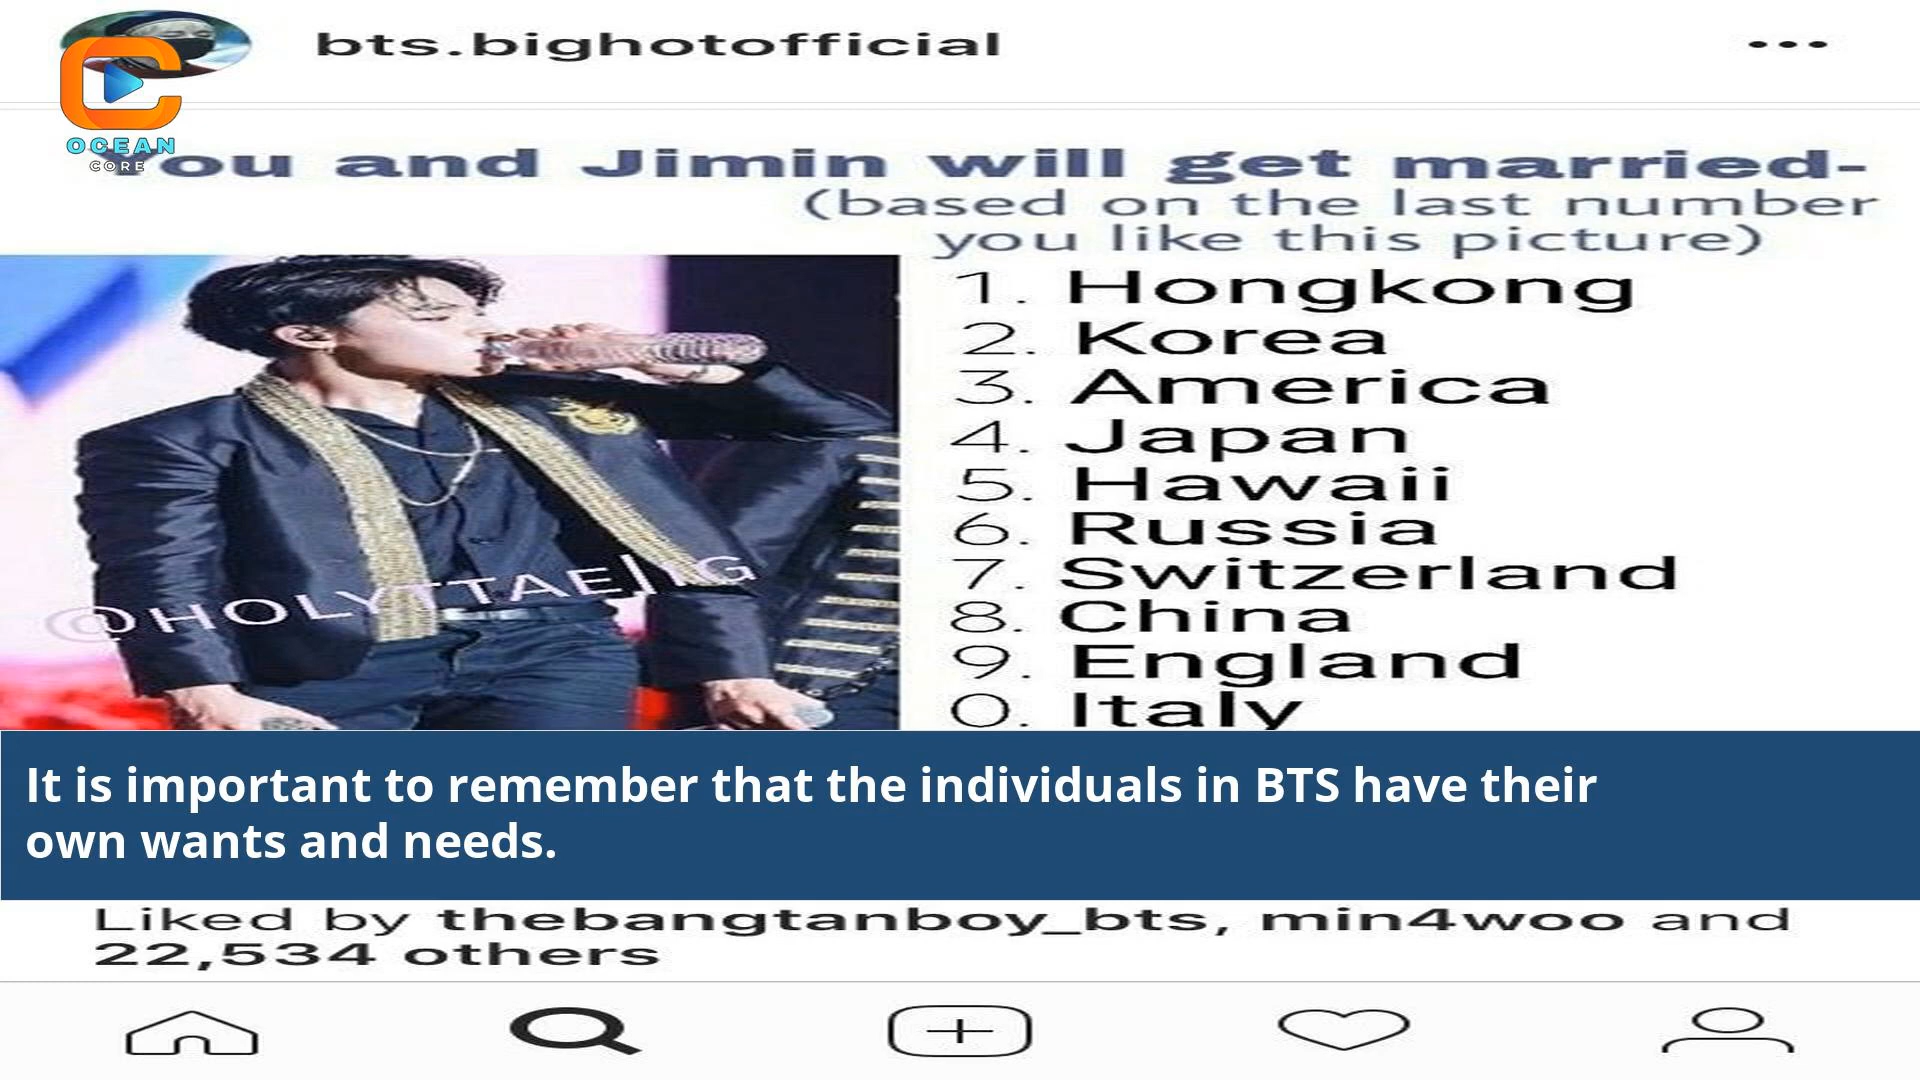 bts.bighotofficial
OCEAN
CORE
You and Jimin will get married-
(based on the last number
you like this picture)
1. Hongkong
2. Korea
3. America
4. Japan
5. Hawaii
6. Russia
7. Switzerland
8. China
9. England
0. Italy
@HOLYTTAE|IG
It is important to remember that the individuals in BTS have their
own wants and needs.
Liked by thebangtanboy_bts, min4woo and
22,534 others